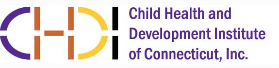 CHDI
Child Health and
Development Institute
of Connecticut, Inc.